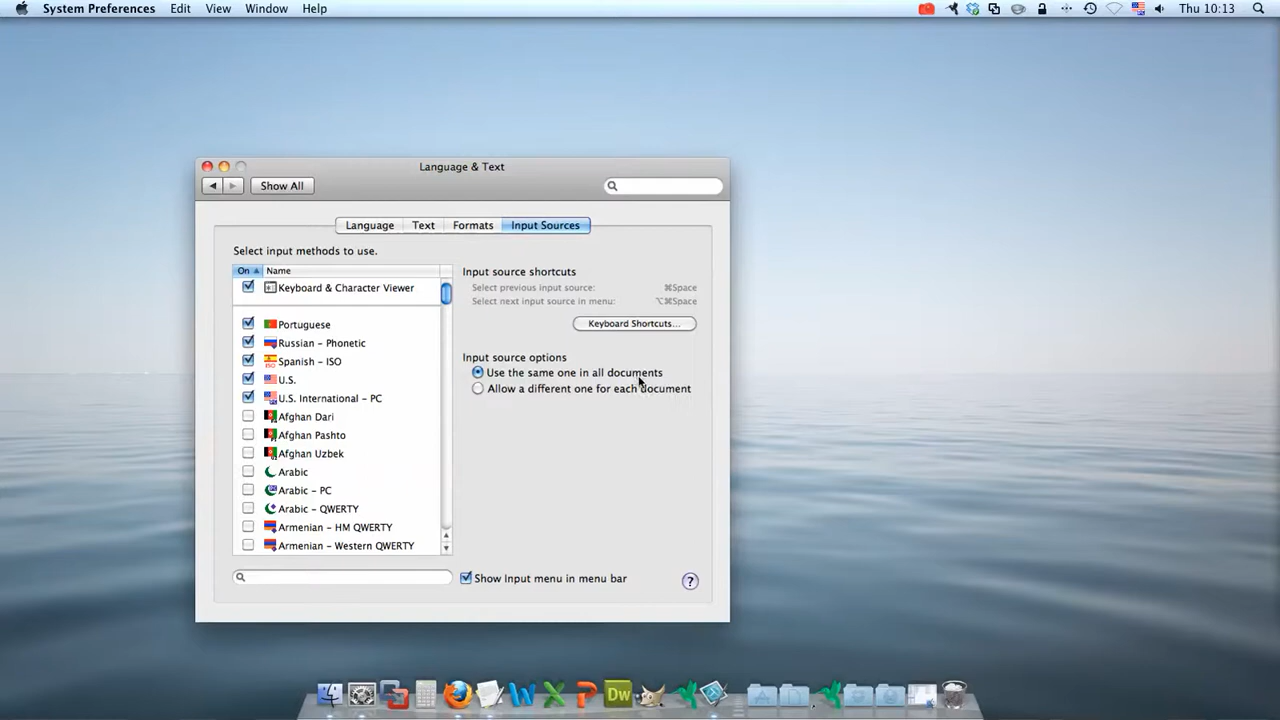 System Preferences Edit View Window Help Thu 10:13
Language & Text
Show All
Language Text Formats Input Sources
Select input methods to use.
On Name
Keyboard & Character Viewer
Portuguese
Russian - Phonetic
Spanish - ISO
U.S.
U.S. International - PC
Afghan Dari
Afghan Pashto
Afghan Uzbek
Arabic
Arabic - PC
Arabic - QWERTY
Armenian - HM QWERTY
Armenian - Western QWERTY
Input source shortcuts
Select previous input source: ⌘Space
Select next input source in menu: ⌥⌘Space
Keyboard Shortcuts...
Input source options
Use the same one in all documents
Allow a different one for each document
Show Input menu in menu bar ?
Dw